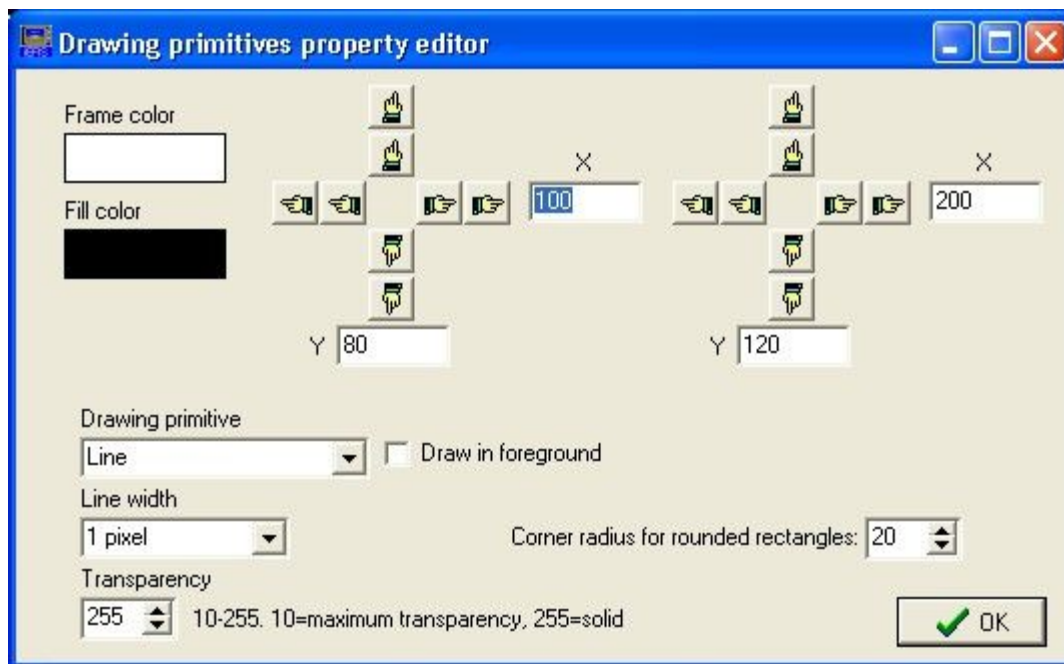 Drawing primitives property editor
Frame color
X
X
Fill color
100
200
Y 80
Y 120
Drawing primitive
Line
Draw in foreground
Line width
1 pixel
Corner radius for rounded rectangles: 20
Transparency
255
10-255. 10=maximum transparency, 255=solid
OK